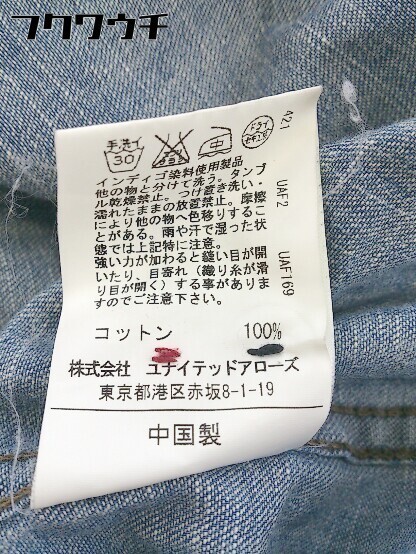 フクウクチ
手洗イ
30
ドライ
セキユ系
インディゴ染料使用製品
他の物と分けて洗う。タンブ
ル乾燥禁止。つけ置き洗い・
濡れたままの放置禁止。摩擦
により他の物へ色移りするこ
とがある。雨や汗で湿った状
態では上記特に注意。
強い力が加わると縫い目が開
いたり、目寄れ（織り糸が滑
り目が開く）する事があります
のでご注意下さい。
コットン 100%
株式会社 ユナイテッドアローズ
東京都港区赤坂8-1-19
中国製
421
UAF2
UAF169